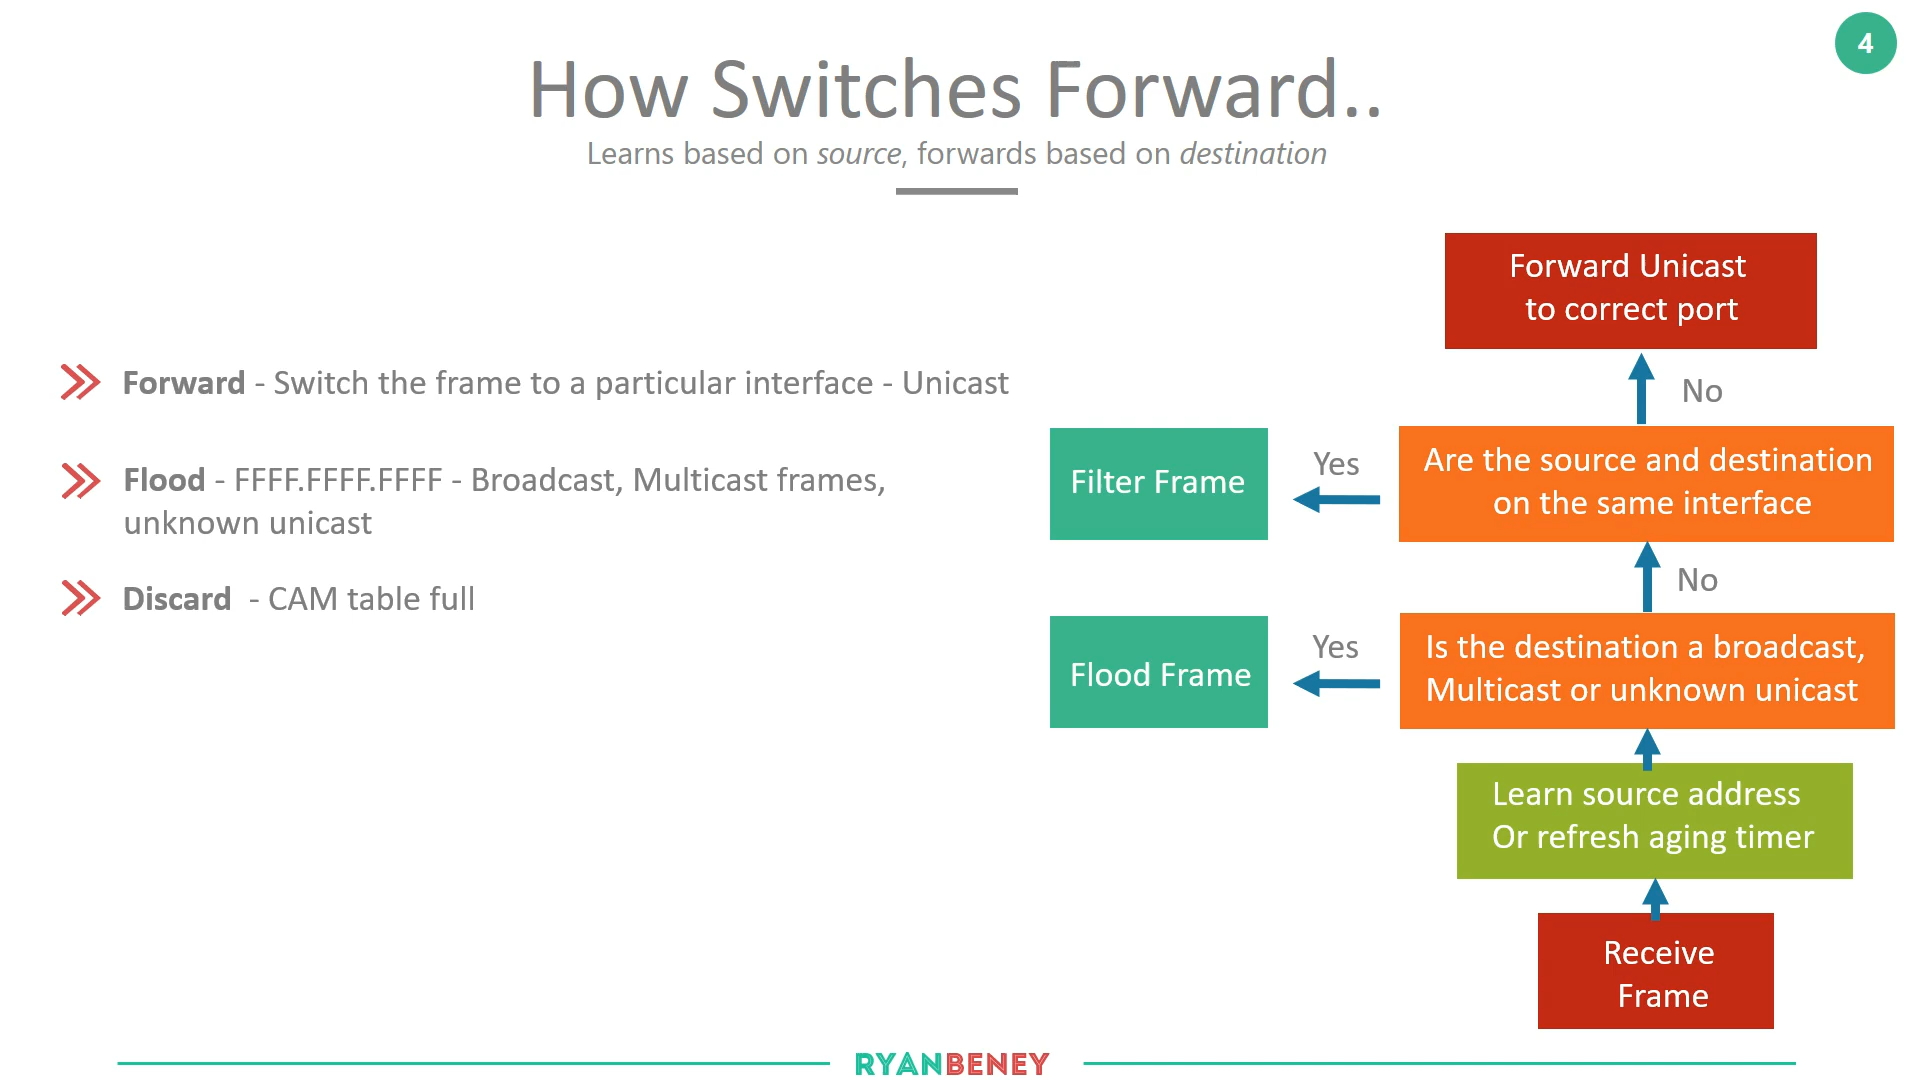 4
How Switches Forward..
Learns based on source, forwards based on destination
Forward - Switch the frame to a particular interface - Unicast
Flood - FFFF.FFFF.FFFF - Broadcast, Multicast frames,
unknown unicast
Discard - CAM table full
Forward Unicast
to correct port
No
Filter Frame
Yes
Are the source and destination
on the same interface
No
Flood Frame
Yes
Is the destination a broadcast,
Multicast or unknown unicast
Learn source address
Or refresh aging timer
Receive
Frame
RYANBENEY